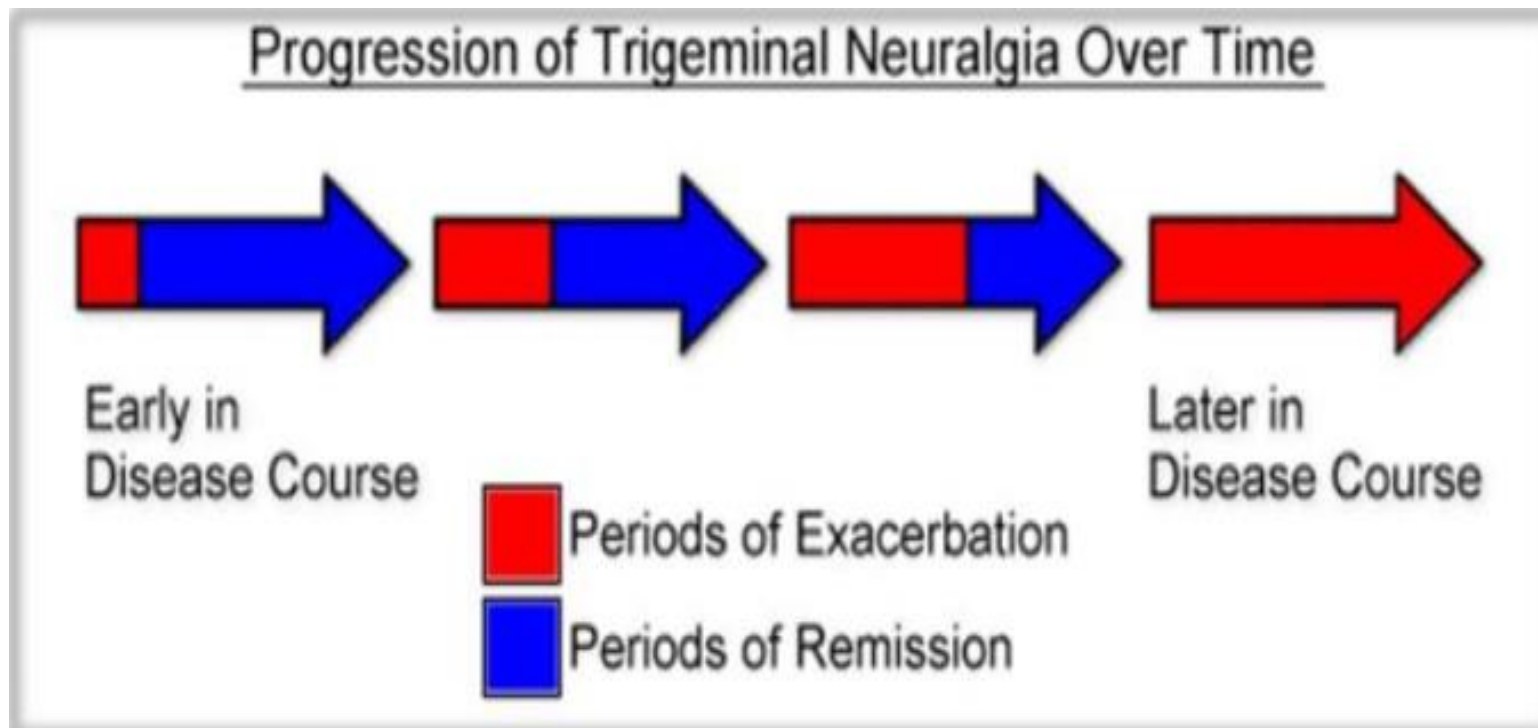 Progression of Trigeminal Neuralgia Over Time
Early in
Disease Course
Later in
Disease Course
Periods of Exacerbation
Periods of Remission